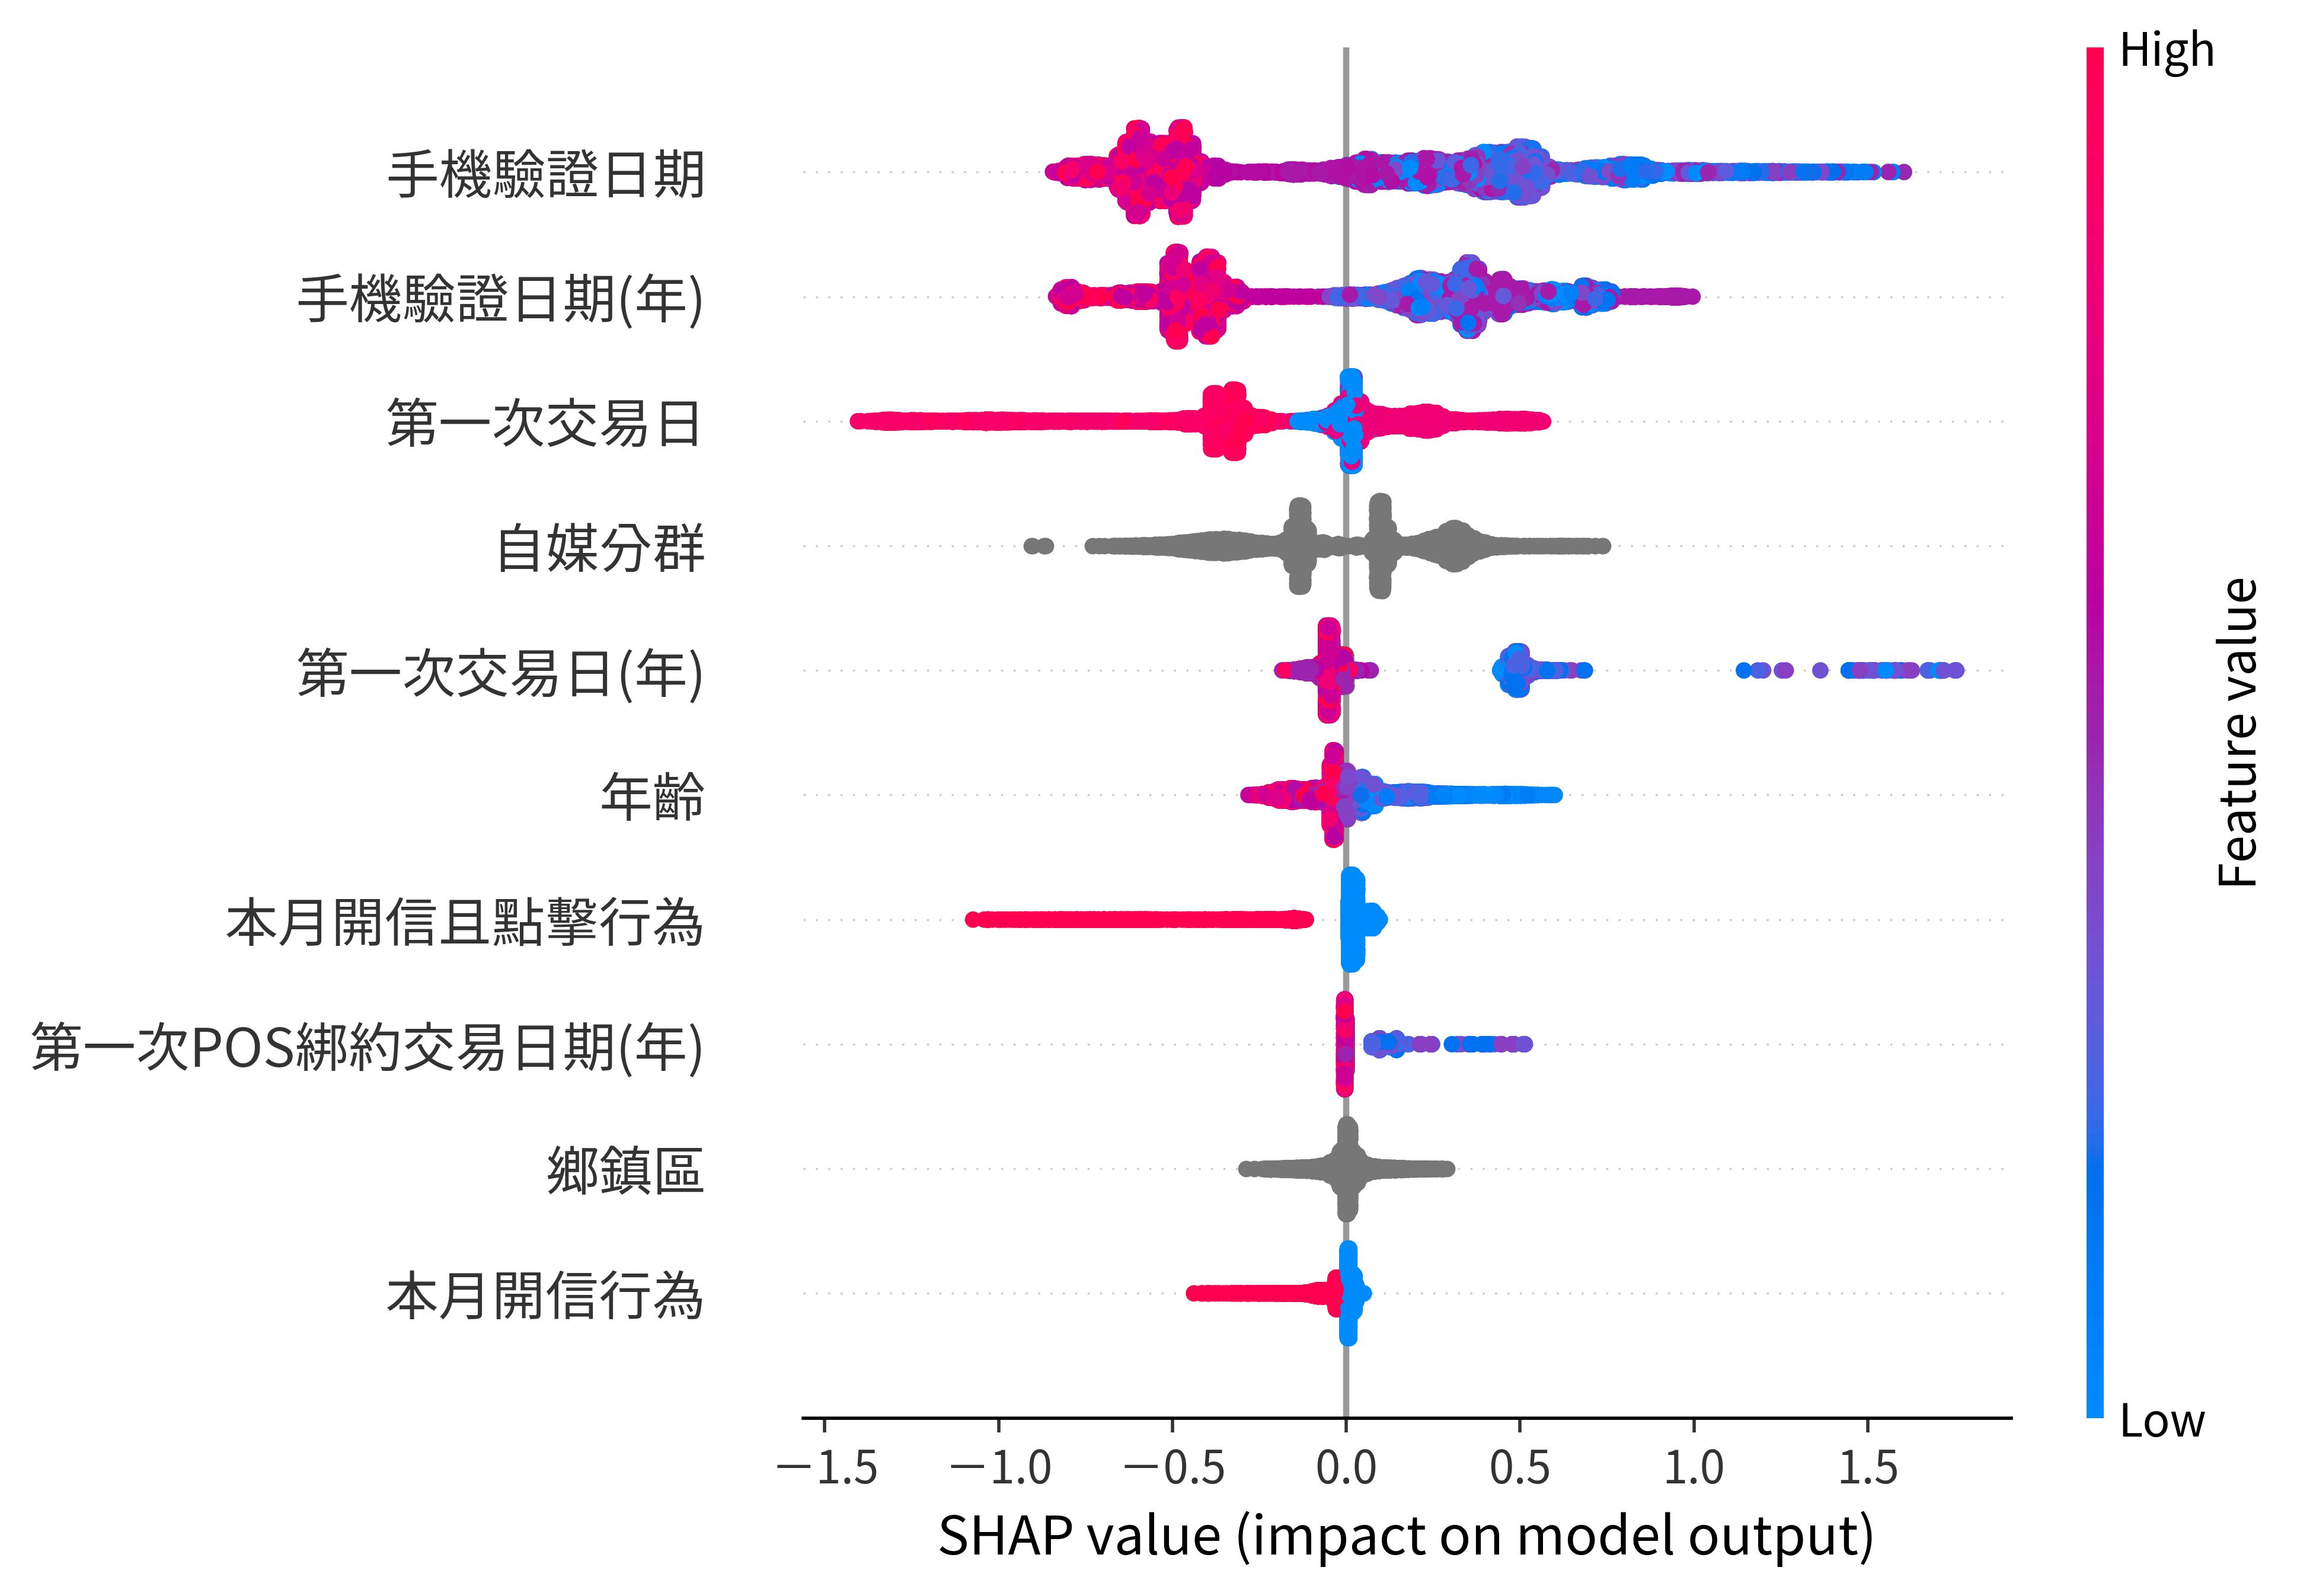 High
手機驗證日期
手機驗證日期(年)
第一次交易日
自媒分群
第一次交易日(年)
年齡
本月開信且點擊行為
第一次POS綁約交易日期(年)
鄉鎮區
本月開信行為
Feature value
Low
−1.5 −1.0 −0.5 0.0 0.5 1.0 1.5
SHAP value (impact on model output)